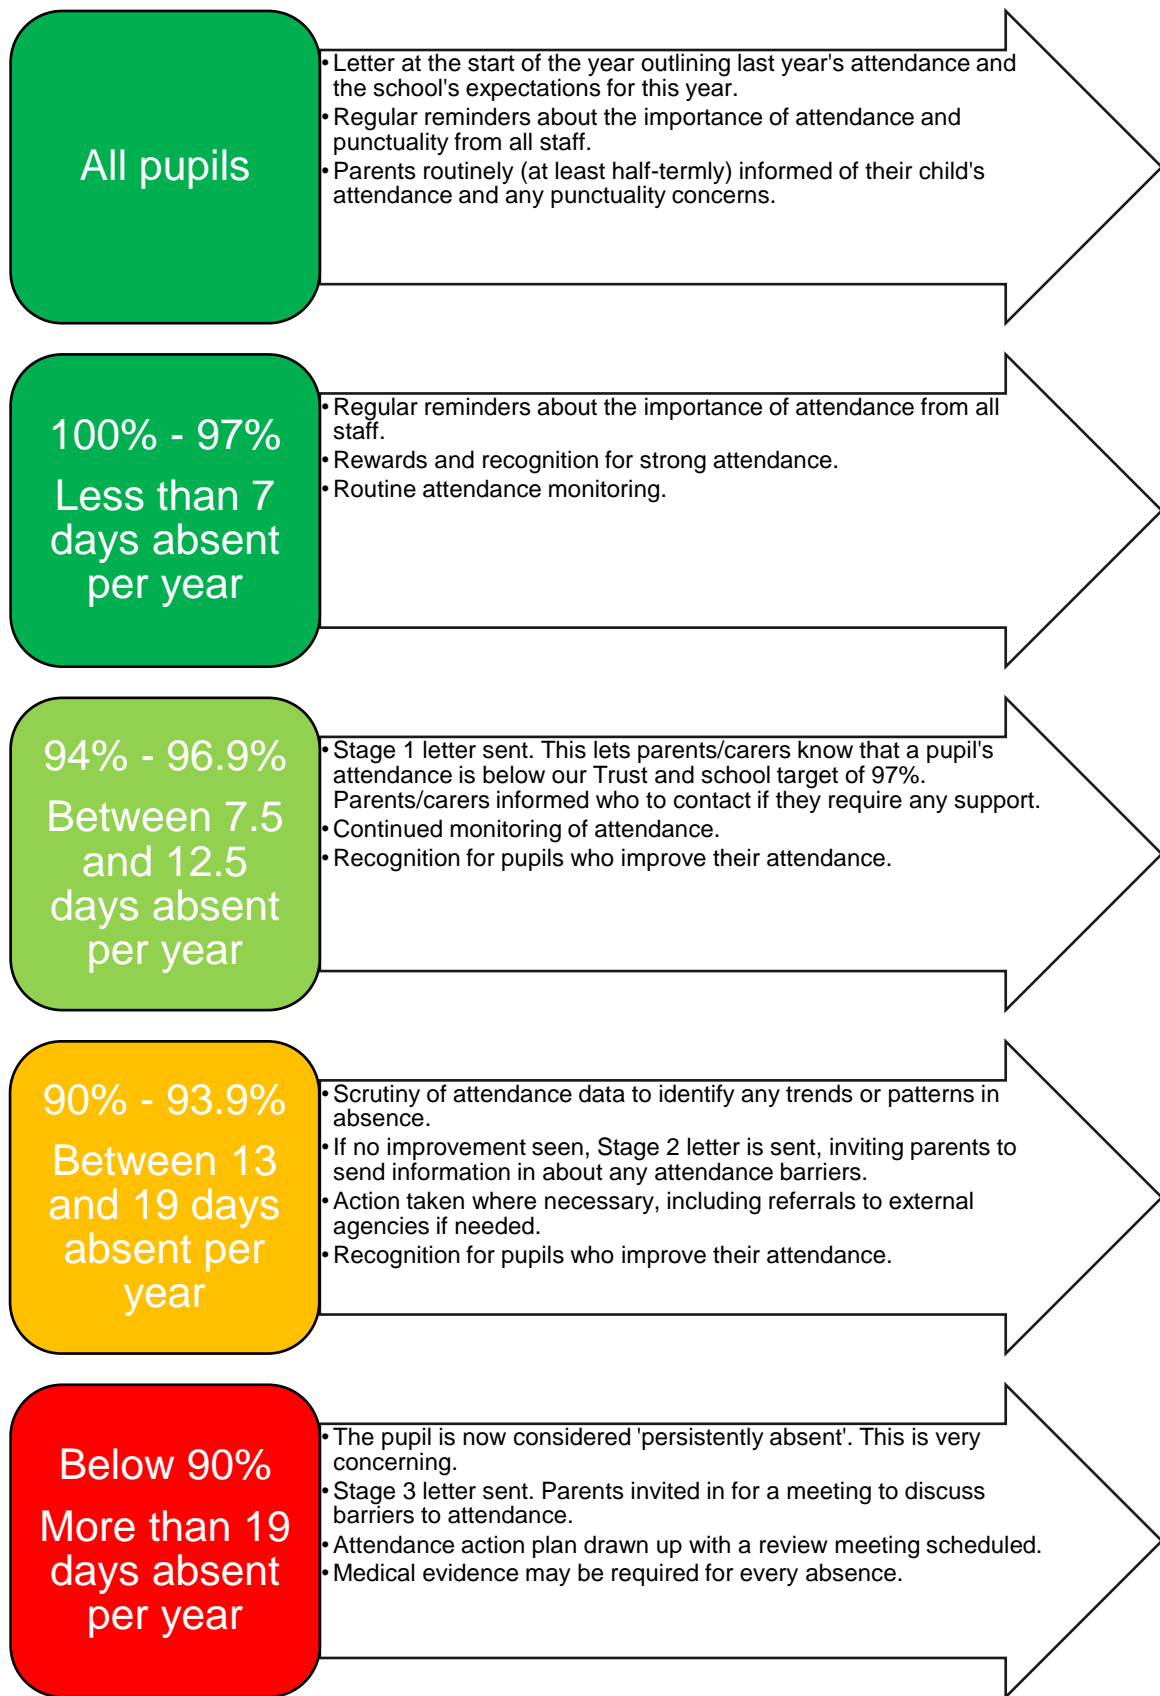 All pupils
• Letter at the start of the year outlining last year's attendance and
the school's expectations for this year.
• Regular reminders about the importance of attendance and
punctuality from all staff.
• Parents routinely (at least half-termly) informed of their child's
attendance and any punctuality concerns.
100% - 97%
Less than 7
days absent
per year
• Regular reminders about the importance of attendance from all
staff.
• Rewards and recognition for strong attendance.
• Routine attendance monitoring.
94% - 96.9%
Between 7.5
and 12.5
days absent
per year
• Stage 1 letter sent. This lets parents/carers know that a pupil's
attendance is below our Trust and school target of 97%.
Parents/carers informed who to contact if they require any support.
• Continued monitoring of attendance.
• Recognition for pupils who improve their attendance.
90% - 93.9%
Between 13
and 19 days
absent per
year
• Scrutiny of attendance data to identify any trends or patterns in
absence.
• If no improvement seen, Stage 2 letter is sent, inviting parents to
send information in about any attendance barriers.
• Action taken where necessary, including referrals to external
agencies if needed.
• Recognition for pupils who improve their attendance.
Below 90%
More than 19
days absent
per year
• The pupil is now considered 'persistently absent'. This is very
concerning.
• Stage 3 letter sent. Parents invited in for a meeting to discuss
barriers to attendance.
• Attendance action plan drawn up with a review meeting scheduled.
• Medical evidence may be required for every absence.